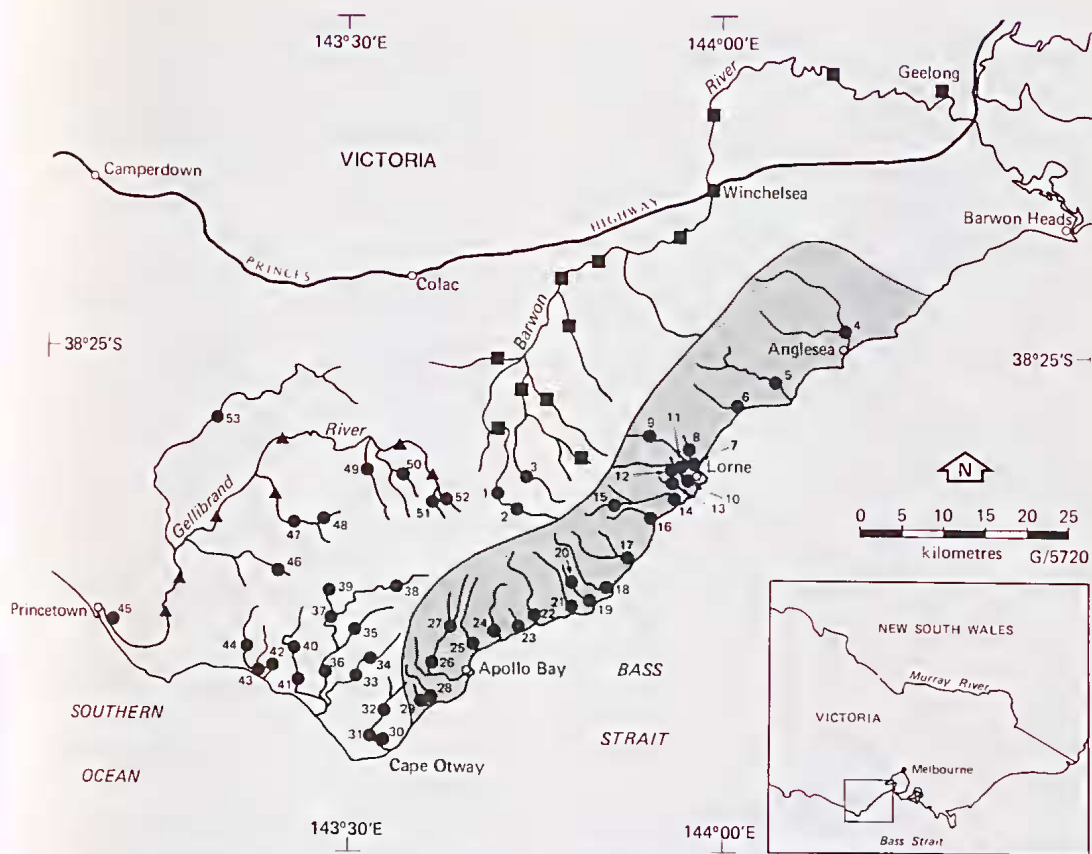 143°30'E
144°00'E
River
Geelong
VICTORIA
Camperdown
Winchelsea
HIGHWAY
Barwon Heads
PRINCES
Colac
Barwon
4
38°25'S
Anglesea
38°25'S
5
53
6
11
7
River
9
8
N
49
50
3
12
Lorne
Gellibrand
1
52
15
10
51
14
13
47
48
2
16
0 5 10 15 20 25
kilometres
G/5720
46
20
17
39
38
18
Princetown
45
37
21
19
27
24
22
44
40
35
25
23
42
34
26
Apollo Bay
BASS
NEW SOUTH WALES
43
36
33
41
28
Murray River
29
SOUTHERN
32
VICTORIA
31
30
STRAIT
OCEAN
Cape Otway
Melbourne
143°30'E
144°00'E
Bass Strait